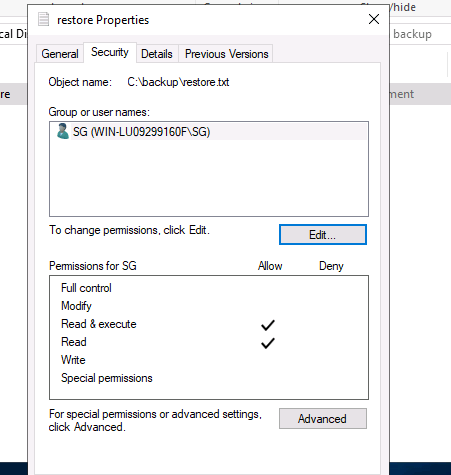 restore Properties
/hide
cal Di
backup
re
ment
General Security Details Previous Versions
Object name: C:\backup\restore.txt
Group or user names:
SG (WIN-LU09299160F\SG)
To change permissions, click Edit.
Edit...
Permissions for SG Allow Deny
Full control
Modify
Read & execute
Read
Write
Special permissions
For special permissions or advanced settings,
click Advanced.
Advanced